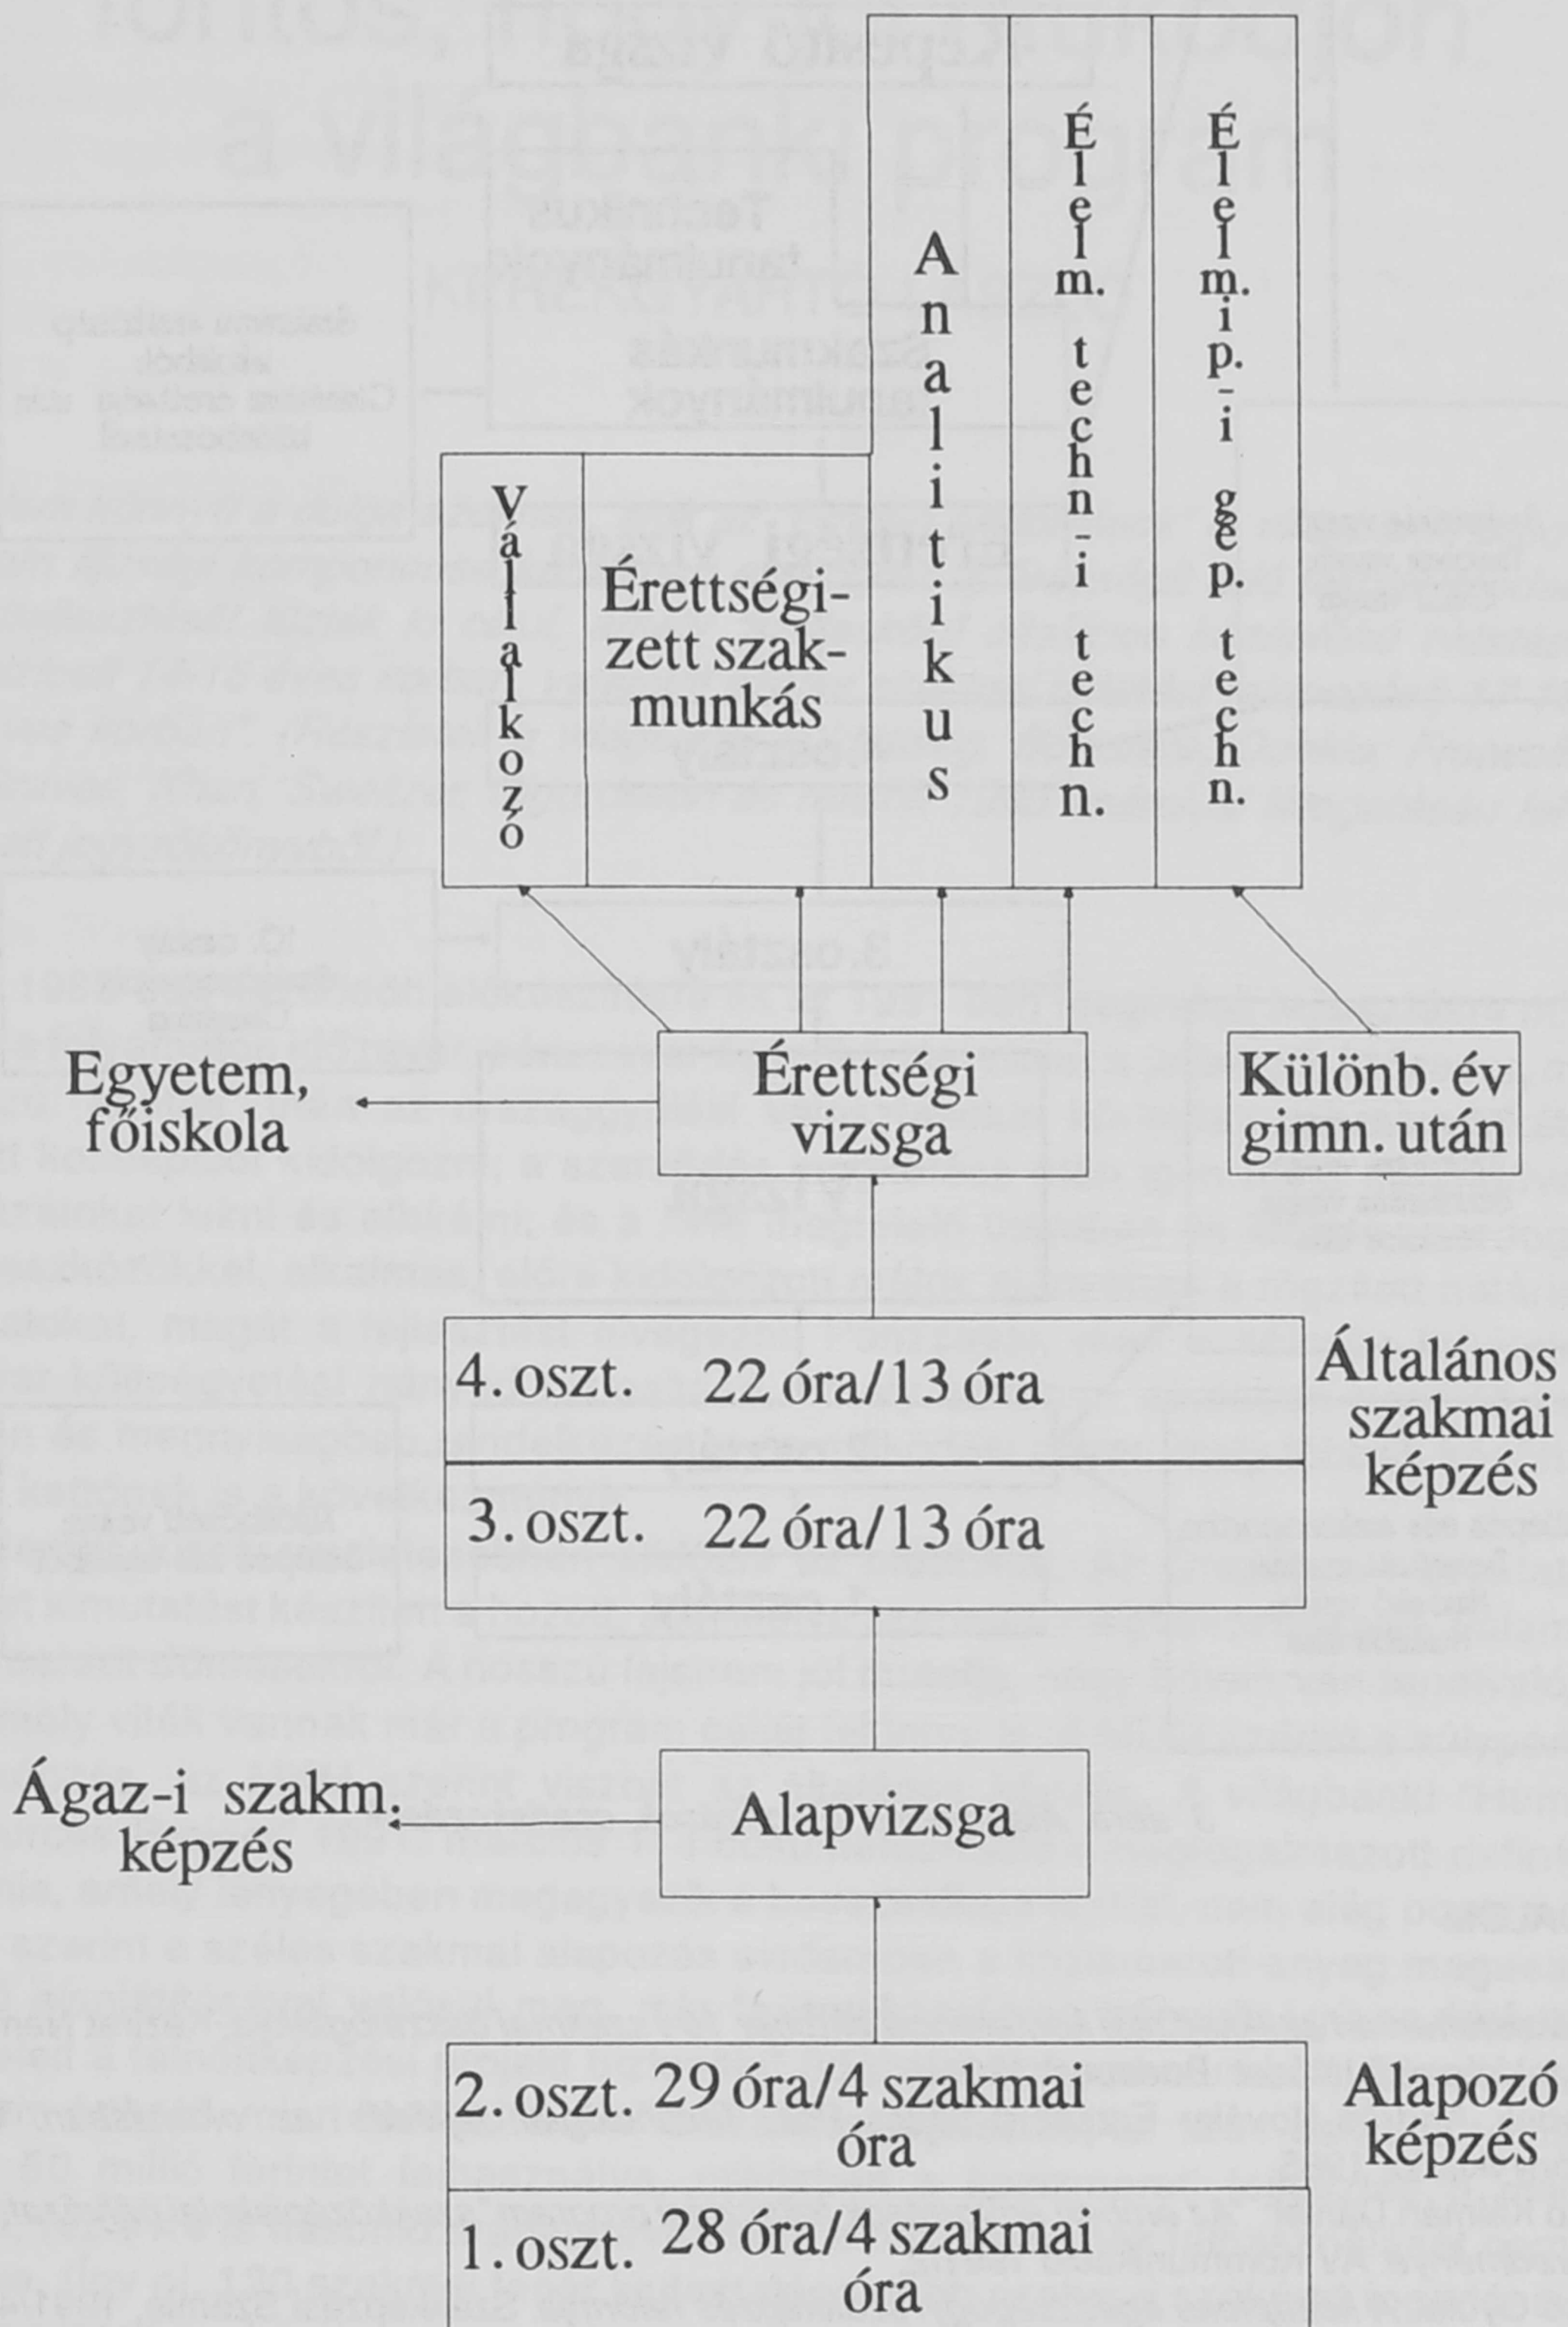 Vállalkozó
Érettségi-
zett szak-
munkás
Analitikus
Élelm. techn-i techn.
Élelm.ip.-i gép. techn.
Egyetem,
főiskola
Érettségi
vizsga
Különb. év
gimn. után
4. oszt. 22 óra/13 óra
3. oszt. 22 óra/13 óra
Általános
szakmai
képzés
Ágaz-i szakm.
képzés
Alapvizsga
2. oszt. 29 óra/4 szakmai
óra
Alapozó
képzés
1. oszt. 28 óra/4 szakmai
óra